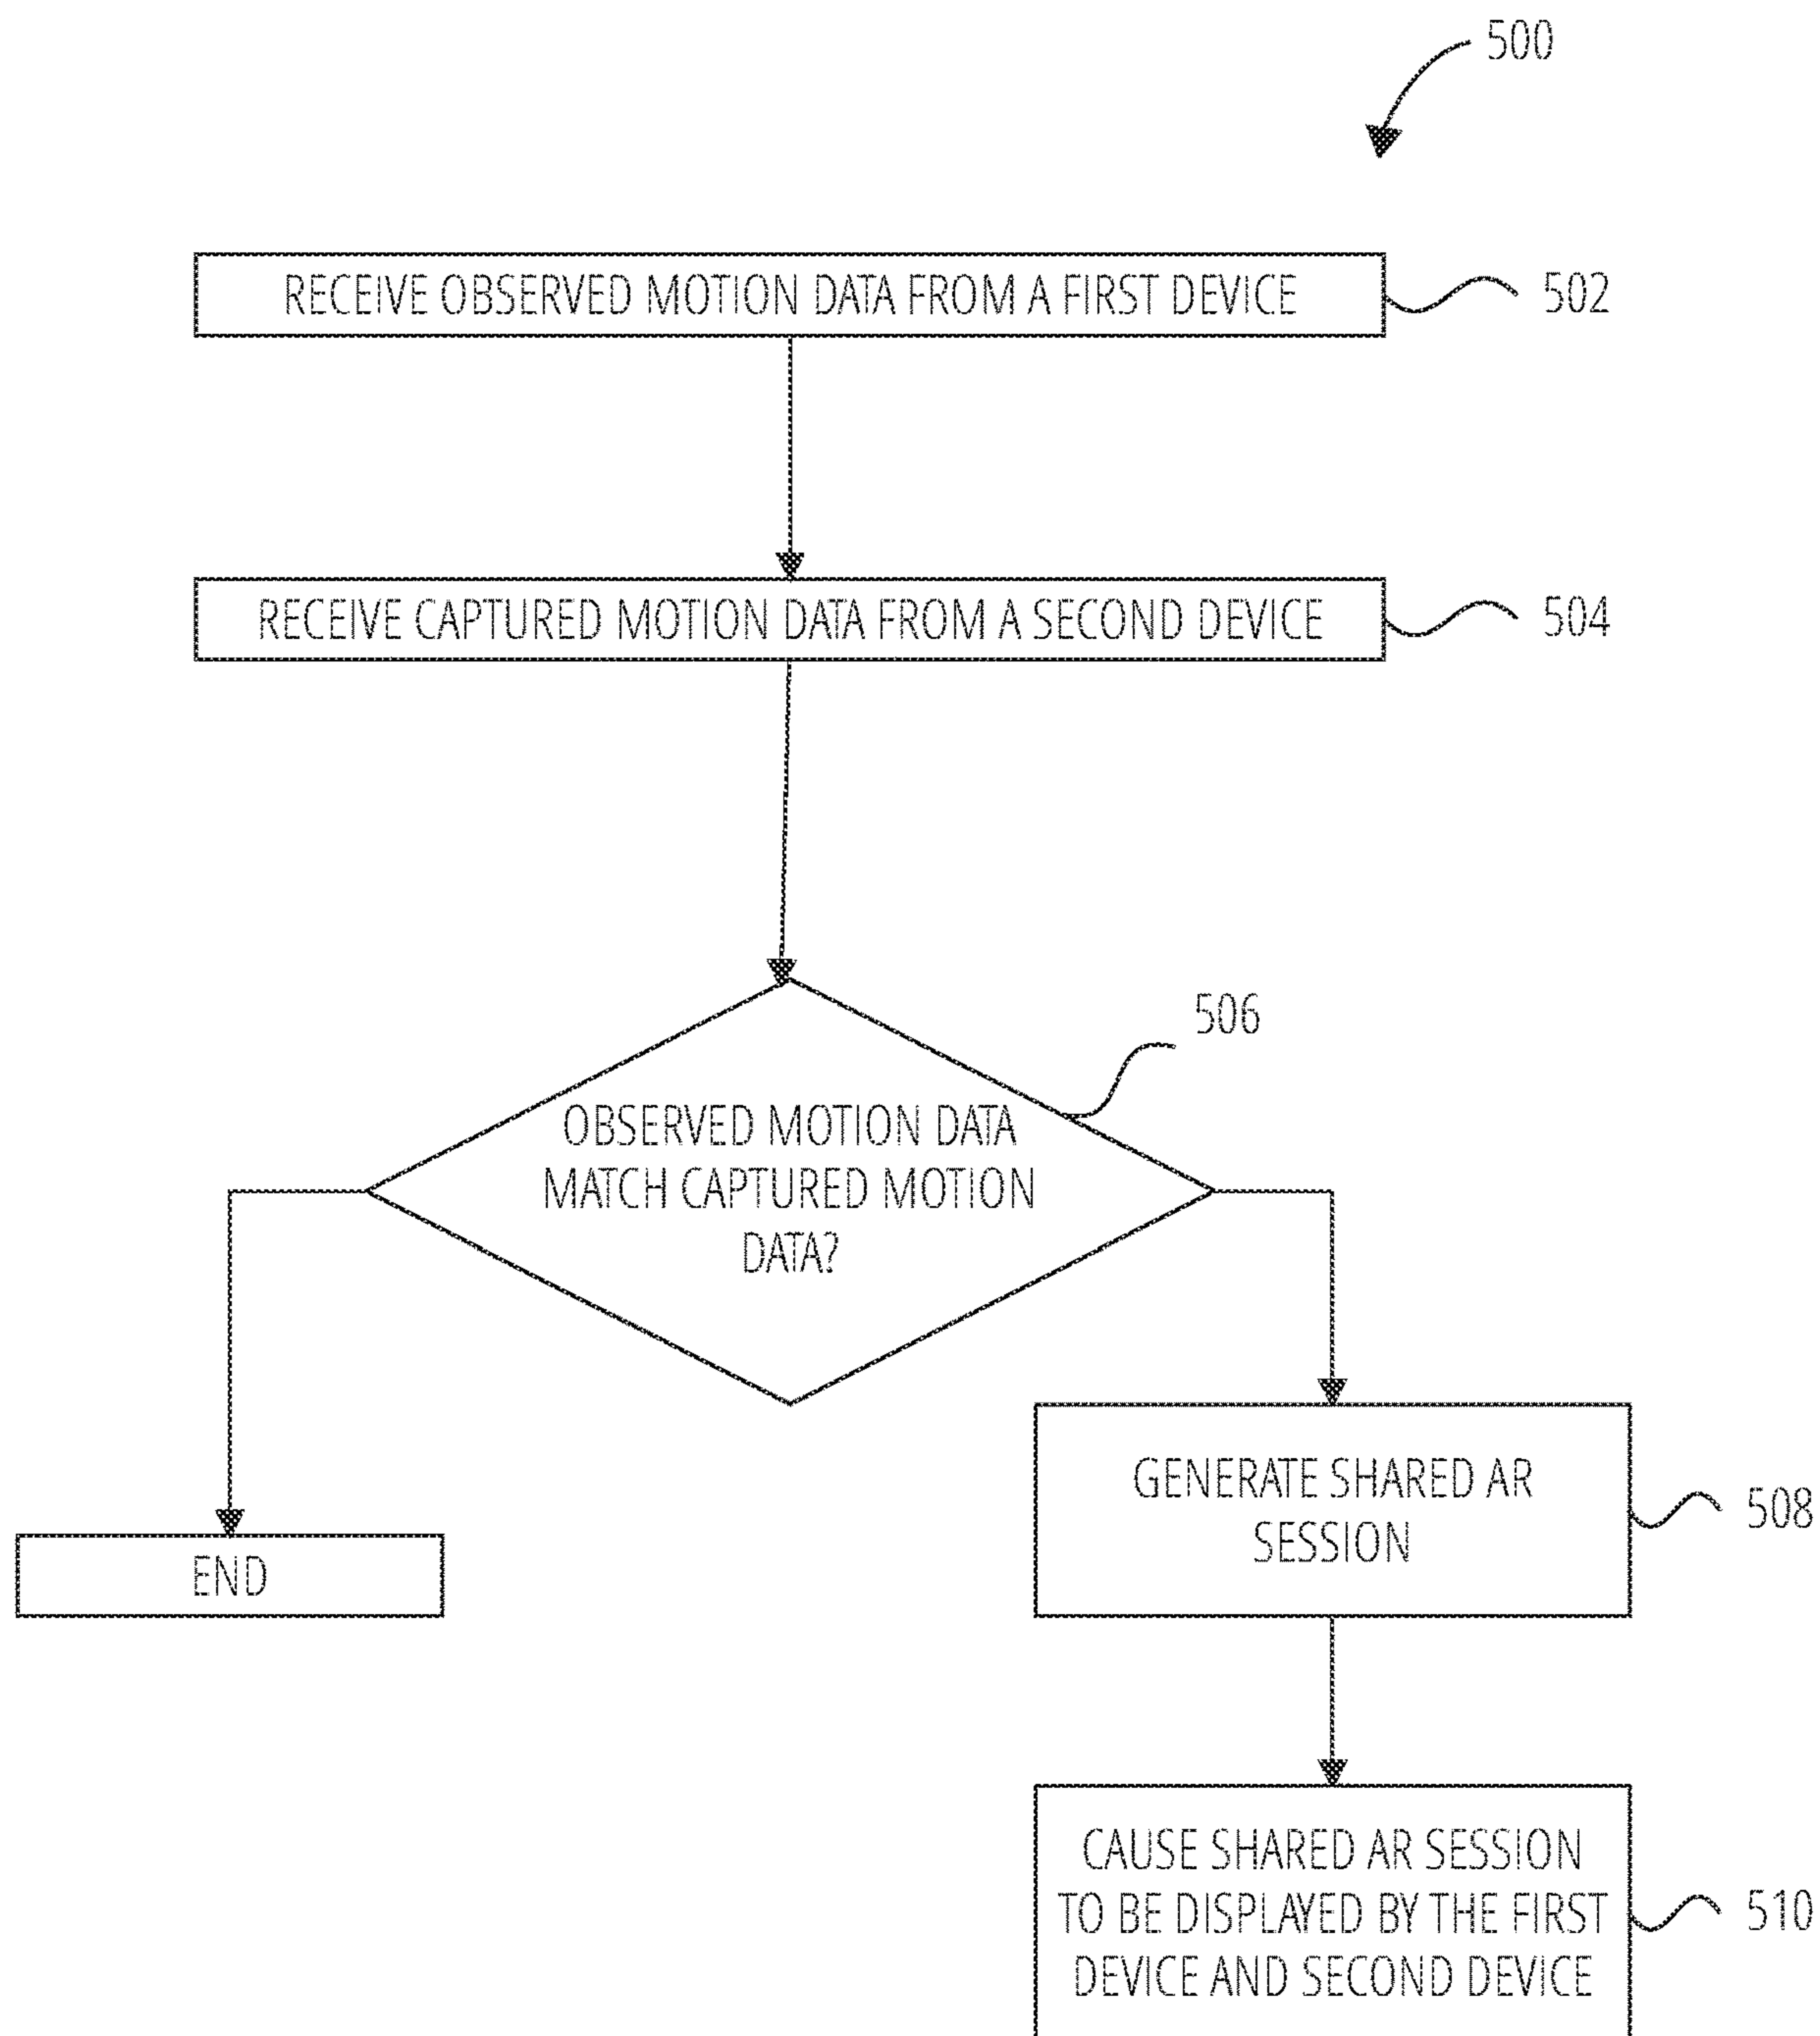 500
RECEIVE OBSERVED MOTION DATA FROM A FIRST DEVICE
502
RECEIVE CAPTURED MOTION DATA FROM A SECOND DEVICE
504
506
OBSERVED MOTION DATA
MATCH CAPTURED MOTION
DATA?
GENERATE SHARED AR
SESSION
508
END
CAUSE SHARED AR SESSION
TO BE DISPLAYED BY THE FIRST
DEVICE AND SECOND DEVICE
510